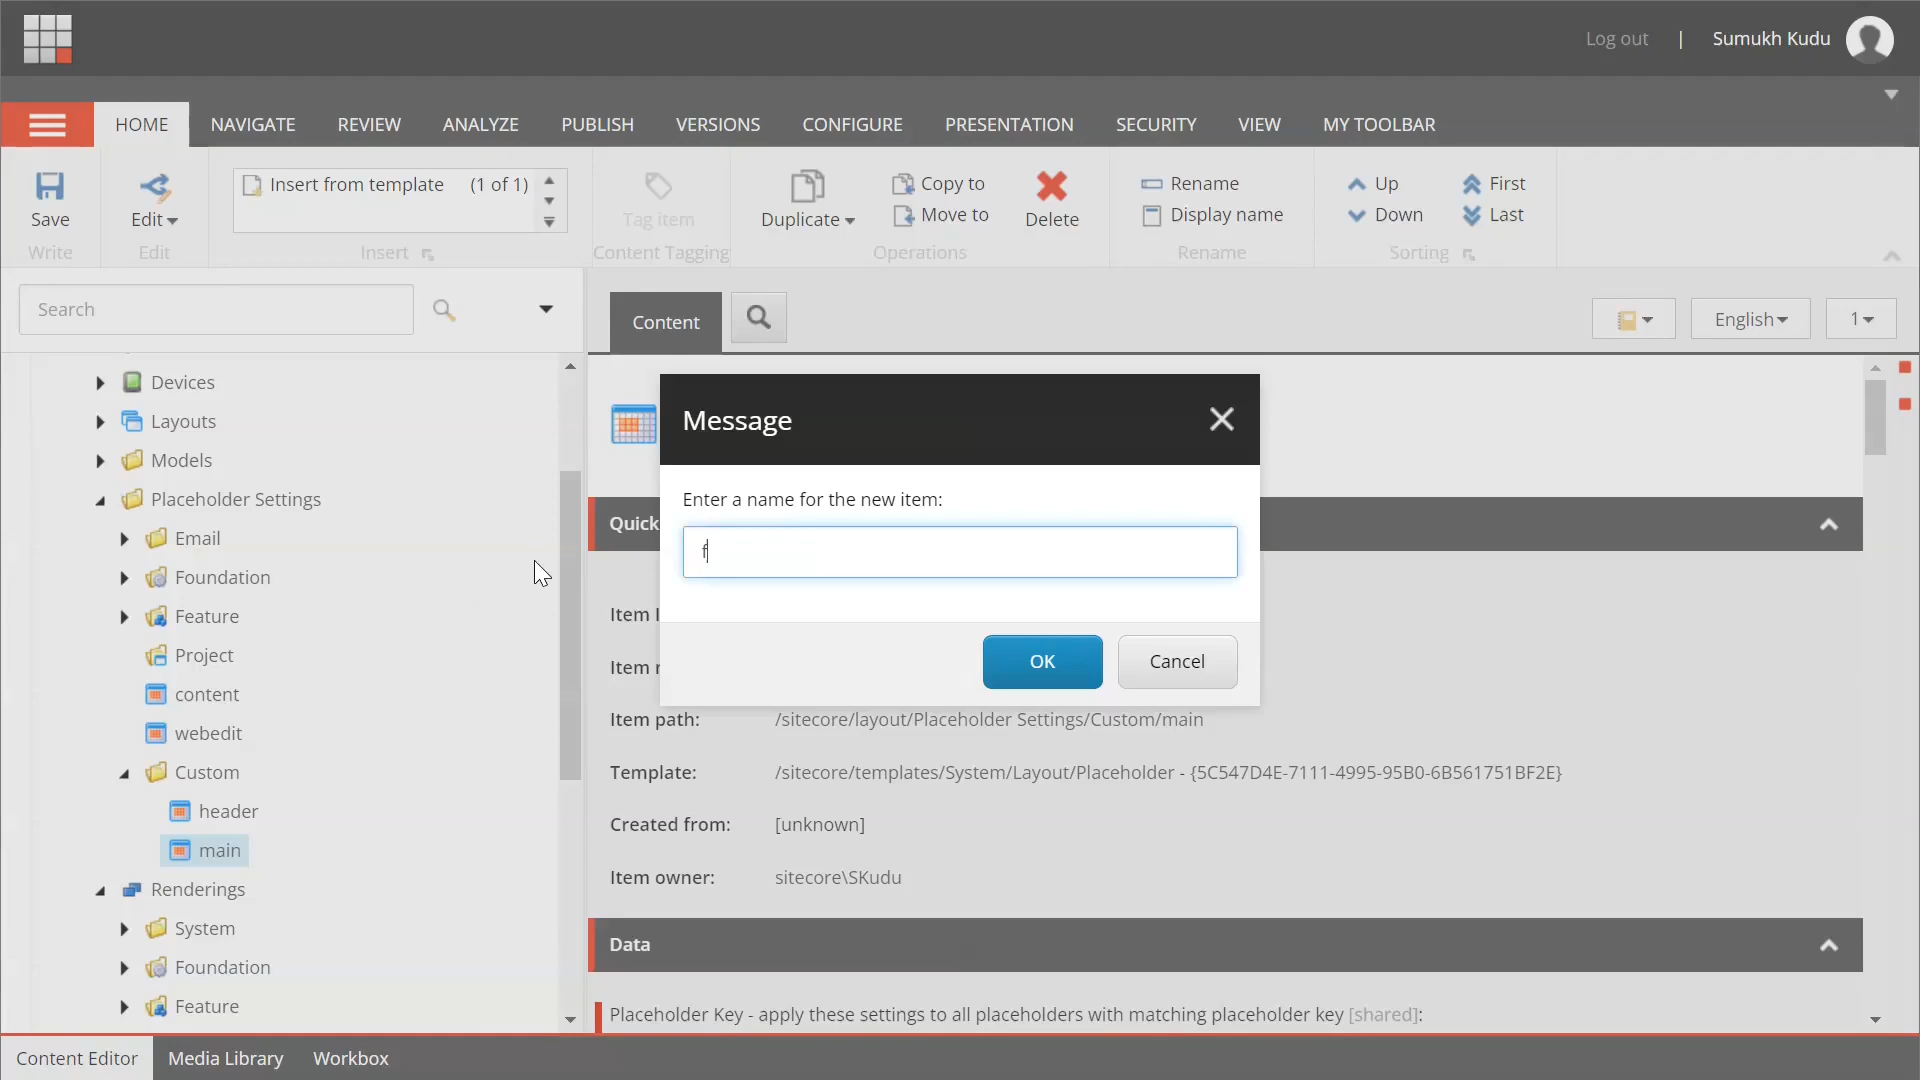 Log out | Sumukh Kudu
HOME NAVIGATE REVIEW ANALYZE PUBLISH VERSIONS CONFIGURE PRESENTATION SECURITY VIEW MY TOOLBAR
Insert from template (1 of 1)
Save
Write
Edit
Edit
Insert
Tag item
Content Tagging
Duplicate
Copy to
Move to
Delete
Operations
Rename
Display name
Rename
Up
Down
First
Last
Sorting
Search
Content
English
1
Devices
Layouts
Models
Placeholder Settings
Email
Foundation
Feature
Project
content
webedit
Custom
header
main
Renderings
System
Foundation
Feature
Message
Enter a name for the new item:
f
OK Cancel
Quick
Item I
Item r
Item path: /sitecore/layout/Placeholder Settings/Custom/main
Template: /sitecore/templates/System/Layout/Placeholder - {5C547D4E-7111-4995-95B0-6B561751BF2E}
Created from: [unknown]
Item owner: sitecore\SKudu
Data
Placeholder Key - apply these settings to all placeholders with matching placeholder key [shared]:
Content Editor Media Library Workbox